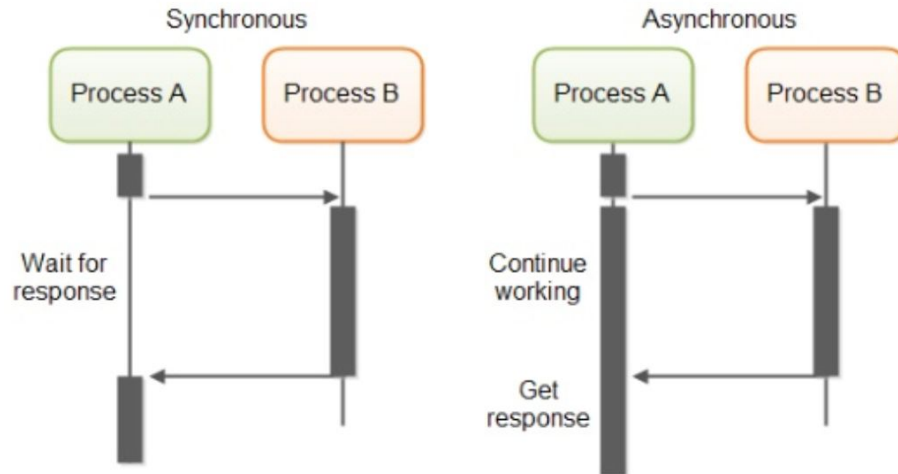 Synchronous
Process A
Process B
Wait for
response
Asynchronous
Process A
Process B
Continue
working
Get
response